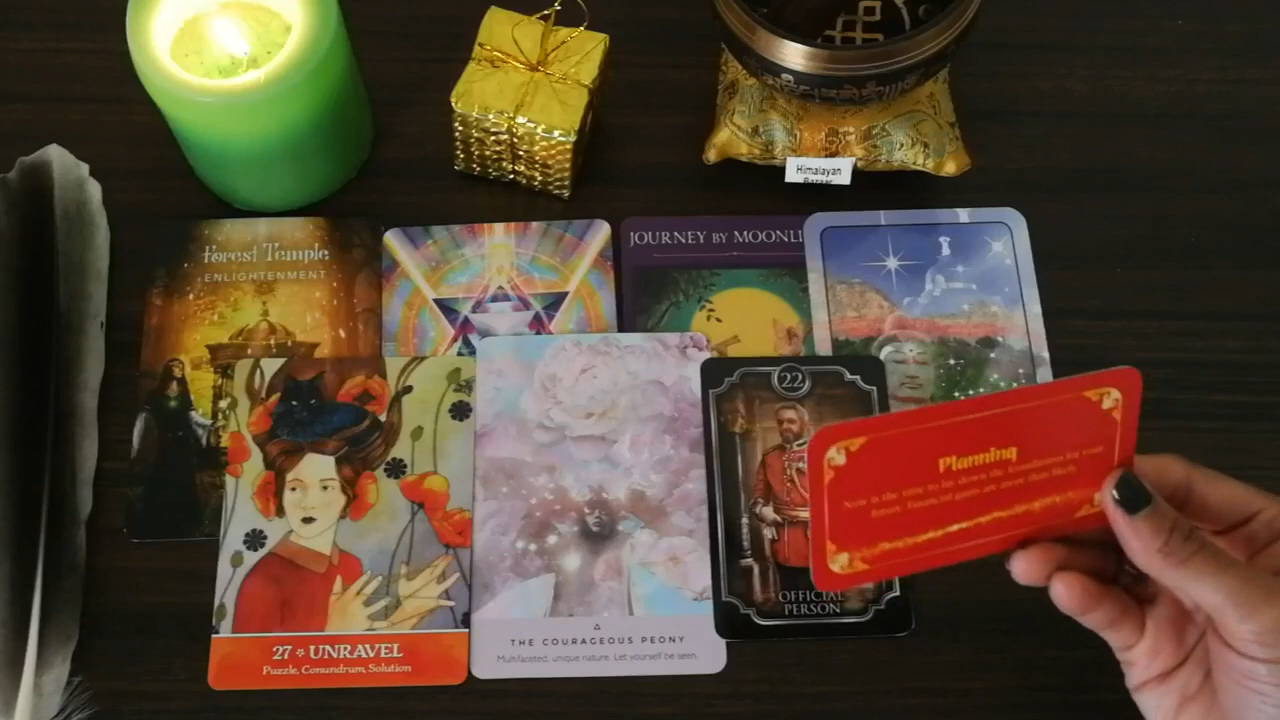 Himalayan
Bazaar
Forest Temple
ENLIGHTENMENT
JOURNEY BY MOONLI
22
Planning
Now is the time to lay down the foundations for your
future. Financial gains are more than likely.
OFFICIAL
PERSON
27 UNRAVEL
Puzzle, Conundrum, Solution
THE COURAGEOUS PEONY
Multifaceted, unique nature. Let yourself be seen.